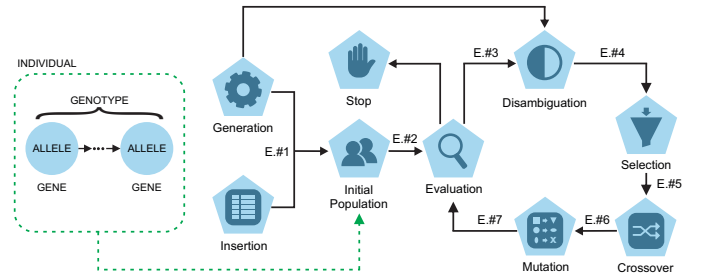 INDIVIDUAL
GENOTYPE
ALLELE
ALLELE
GENE
GENE
Generation
E.#1
Insertion
Stop
Initial
Population
E.#2
Evaluation
E.#3
Disambiguation
E.#4
Selection
E.#5
Crossover
E.#6
Mutation
E.#7